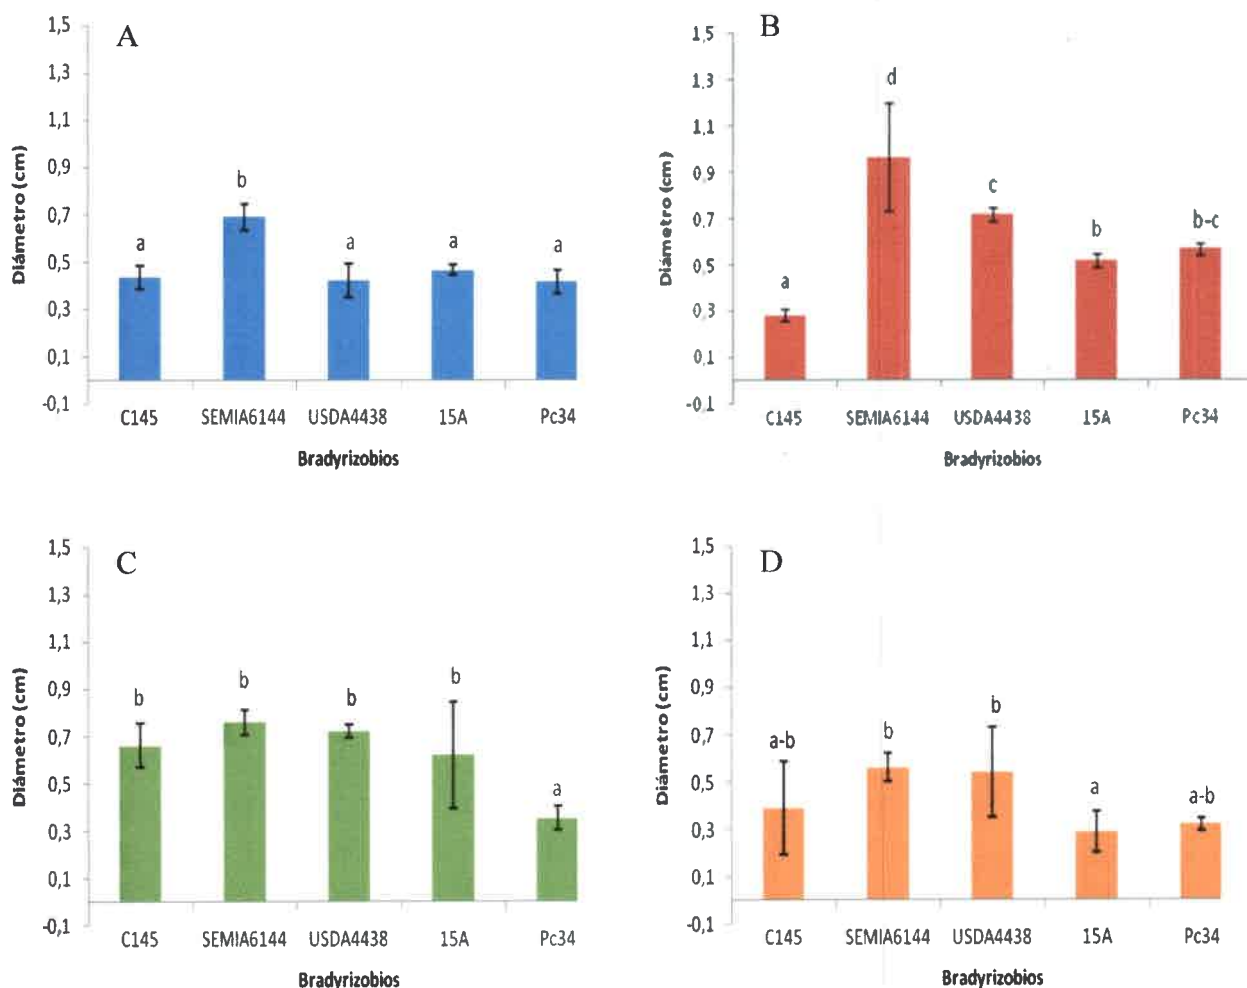 A
Diámetro (cm)
1,5
1,3
1,1
0,9
0,7
0,5
0,3
0,1
-0,1
a
b
a
a
a
C145
SEMIA6144
USDA4438
15A
Pc34
Bradyrizobios
B
Diámetro (cm)
1,5
1,3
1,1
0,9
0,7
0,5
0,3
0,1
-0,1
a
d
c
b
b-c
C145
SEMIA6144
USDA4438
15A
Pc34
Bradyrizobios
C
Diámetro (cm)
1,5
1,3
1,1
0,9
0,7
0,5
0,3
0,1
-0,1
b
b
b
b
a
C145
SEMIA6144
USDA4438
15A
Pc34
Bradyrizobios
D
Diámetro (cm)
1,5
1,3
1,1
0,9
0,7
0,5
0,3
0,1
-0,1
a-b
b
b
a
a-b
C145
SEMIA6144
USDA4438
15A
Pc34
Bradyrizobios